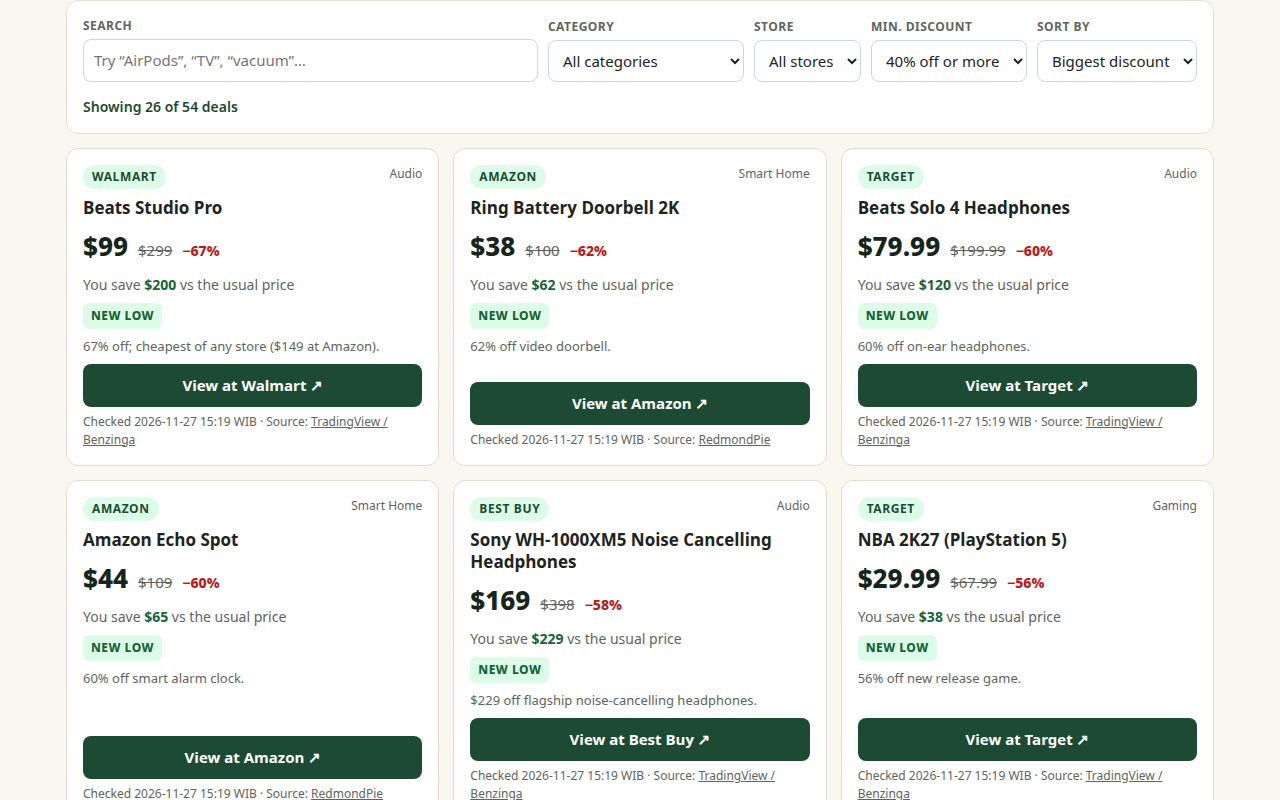 SEARCH
CATEGORY
STORE
MIN. DISCOUNT
SORT BY
Try “AirPods”, “TV”, “vacuum”…
All categories
All stores
40% off or more
Biggest discount
Showing 26 of 54 deals
WALMART
Audio
Beats Studio Pro
$99 $299 −67%
You save $200 vs the usual price
NEW LOW
67% off; cheapest of any store ($149 at Amazon).
View at Walmart ↗
Checked 2026-11-27 15:19 WIB · Source: TradingView /
Benzinga
AMAZON
Smart Home
Ring Battery Doorbell 2K
$38 $100 −62%
You save $62 vs the usual price
NEW LOW
62% off video doorbell.
View at Amazon ↗
Checked 2026-11-27 15:19 WIB · Source: RedmondPie
TARGET
Audio
Beats Solo 4 Headphones
$79.99 $199.99 −60%
You save $120 vs the usual price
NEW LOW
60% off on-ear headphones.
View at Target ↗
Checked 2026-11-27 15:19 WIB · Source: TradingView /
Benzinga
AMAZON
Smart Home
Amazon Echo Spot
$44 $109 −60%
You save $65 vs the usual price
NEW LOW
60% off smart alarm clock.
View at Amazon ↗
Checked 2026-11-27 15:19 WIB · Source: RedmondPie
BEST BUY
Audio
Sony WH-1000XM5 Noise Cancelling
Headphones
$169 $398 −58%
You save $229 vs the usual price
NEW LOW
$229 off flagship noise-cancelling headphones.
View at Best Buy ↗
Checked 2026-11-27 15:19 WIB · Source: TradingView /
Benzinga
TARGET
Gaming
NBA 2K27 (PlayStation 5)
$29.99 $67.99 −56%
You save $38 vs the usual price
NEW LOW
56% off new release game.
View at Target ↗
Checked 2026-11-27 15:19 WIB · Source: TradingView /
Benzinga